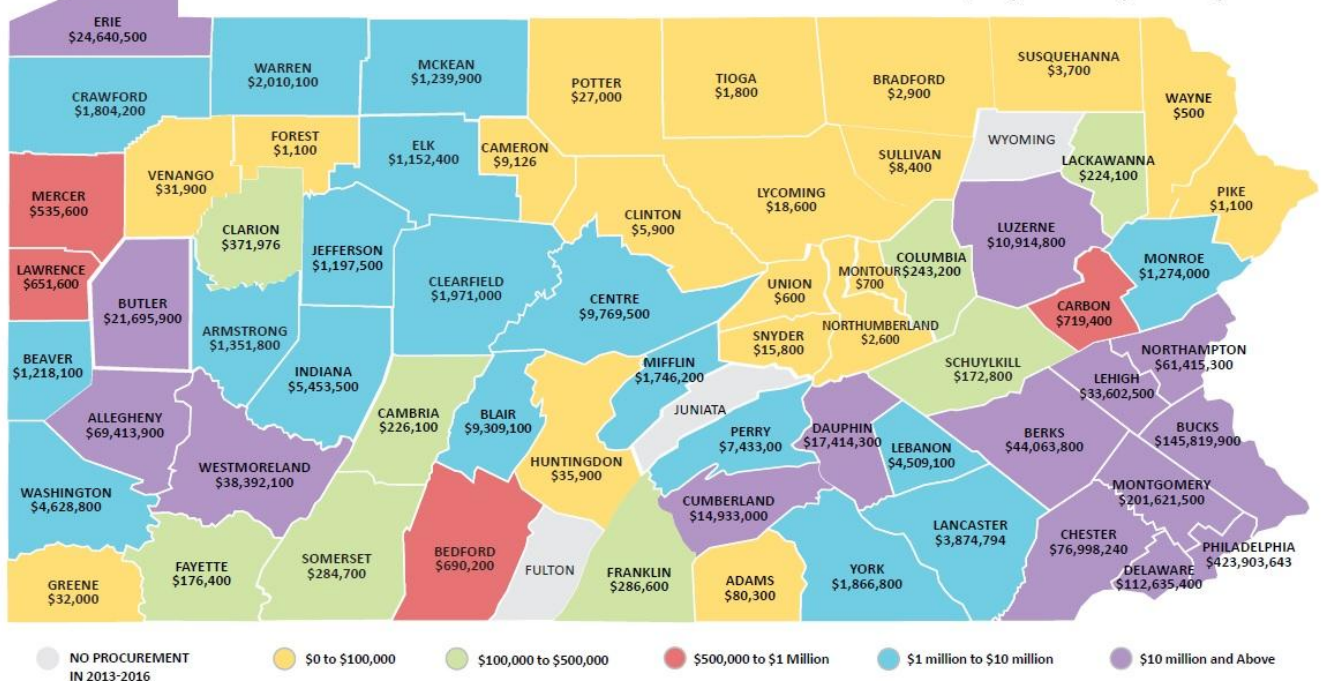 ERIE
$24,640,500
WARREN
$2,010,100
MCKEAN
$1,239,900
POTTER
$27,000
TIOGA
$1,800
BRADFORD
$2,900
SUSQUEHANNA
$3,700
WAYNE
$500
CRAWFORD
$1,804,200
FOREST
$1,100
ELK
$1,152,400
CAMERON
$9,126
SULLIVAN
$8,400
WYOMING
LACKAWANNA
$224,100
PIKE
$1,100
MERCER
$535,600
VENANGO
$31,900
CLARION
$371,976
JEFFERSON
$1,197,500
CLINTON
$5,900
LYCOMING
$18,600
LUZERNE
$10,914,800
COLUMBIA
$243,200
MONROE
$1,274,000
LAWRENCE
$651,600
BUTLER
$21,695,900
ARMSTRONG
$1,351,800
CLEARFIELD
$1,971,000
CENTRE
$9,769,500
UNION
$600
MONTOUR
$700
CARBON
$719,400
BEAVER
$1,218,100
INDIANA
$5,453,500
SNYDER
$15,800
NORTHUMBERLAND
$2,600
SCHUYLKILL
$172,800
NORTHAMPTON
$61,415,300
MIFFLIN
$1,746,200
LEHIGH
$33,602,500
ALLEGHENY
$69,413,900
CAMBRIA
$226,100
BLAIR
$9,309,100
JUNIATA
PERRY
$7,433,00
DAUPHIN
$17,414,300
LEBANON
$4,509,100
BERKS
$44,063,800
BUCKS
$145,819,900
WESTMORELAND
$38,392,100
HUNTINGDON
$35,900
WASHINGTON
$4,628,800
CUMBERLAND
$14,933,000
MONTGOMERY
$201,621,500
LANCASTER
$3,874,794
CHESTER
$76,998,240
PHILADELPHIA
$423,903,643
FAYETTE
$176,400
SOMERSET
$284,700
BEDFORD
$690,200
FULTON
FRANKLIN
$286,600
ADAMS
$80,300
YORK
$1,866,800
DELAWARE
$112,635,400
GREENE
$32,000
NO PROCUREMENT
IN 2013-2016
$0 to $100,000
$100,000 to $500,000
$500,000 to $1 Million
$1 million to $10 million
$10 million and Above